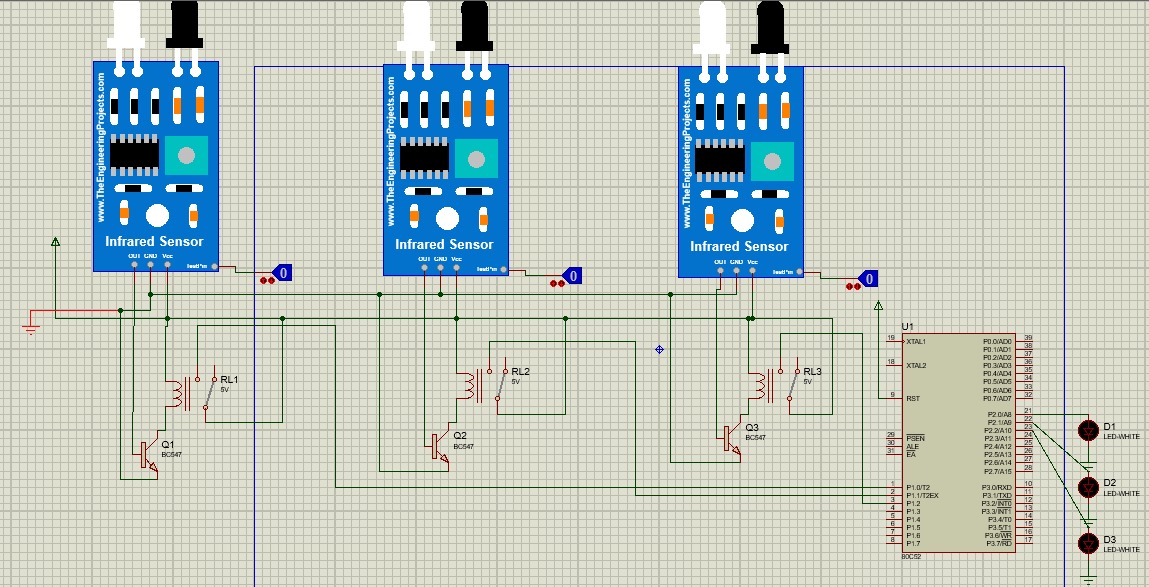 www.TheEngineeringProjects.com
Infrared Sensor
OUT GND Vcc
TestPin
0
www.TheEngineeringProjects.com
Infrared Sensor
OUT GND Vcc
TestPin
0
www.TheEngineeringProjects.com
Infrared Sensor
OUT GND Vcc
TestPin
0
RL1
5V
RL2
5V
RL3
5V
Q1
BC547
Q2
BC547
Q3
BC547
U1
19 XTAL1
18 XTAL2
9 RST
29 PSEN
30 ALE
31 EA
1 P1.0/T2
2 P1.1/T2EX
3 P1.2
4 P1.3
5 P1.4
6 P1.5
7 P1.6
8 P1.7
P0.0/AD0 39
P0.1/AD1 38
P0.2/AD2 37
P0.3/AD3 36
P0.4/AD4 35
P0.5/AD5 34
P0.6/AD6 33
P0.7/AD7 32
P2.0/A8 21
P2.1/A9 22
P2.2/A10 23
P2.3/A11 24
P2.4/A12 25
P2.5/A13 26
P2.6/A14 27
P2.7/A15 28
P3.0/RXD 10
P3.1/TXD 11
P3.2/INT0 12
P3.3/INT1 13
P3.4/T0 14
P3.5/T1 15
P3.6/WR 16
P3.7/RD 17
80C52
D1
LED-WHITE
D2
LED-WHITE
D3
LED-WHITE